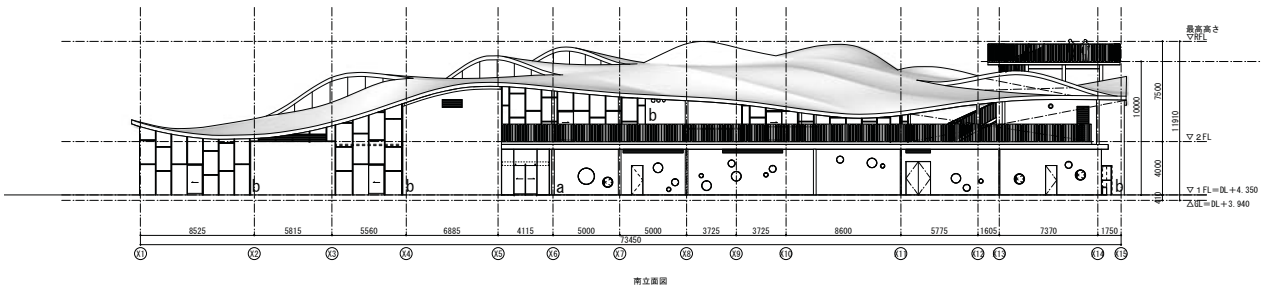 最高高さ
▽RFL
7500
10000
11910
b
▽2FL
4000
b
b
a
b
▽1FL=DL+4.350
410
△GL=DL+3.940
8525 5815 5560 6885 4115 5000 5000 3725 3725 8600 5775 1605 7370 1750
73450
X1 X2 X3 X4 X5 X6 X7 X8 X9 X10 X11 X12 X13 X14 X15
南立面図